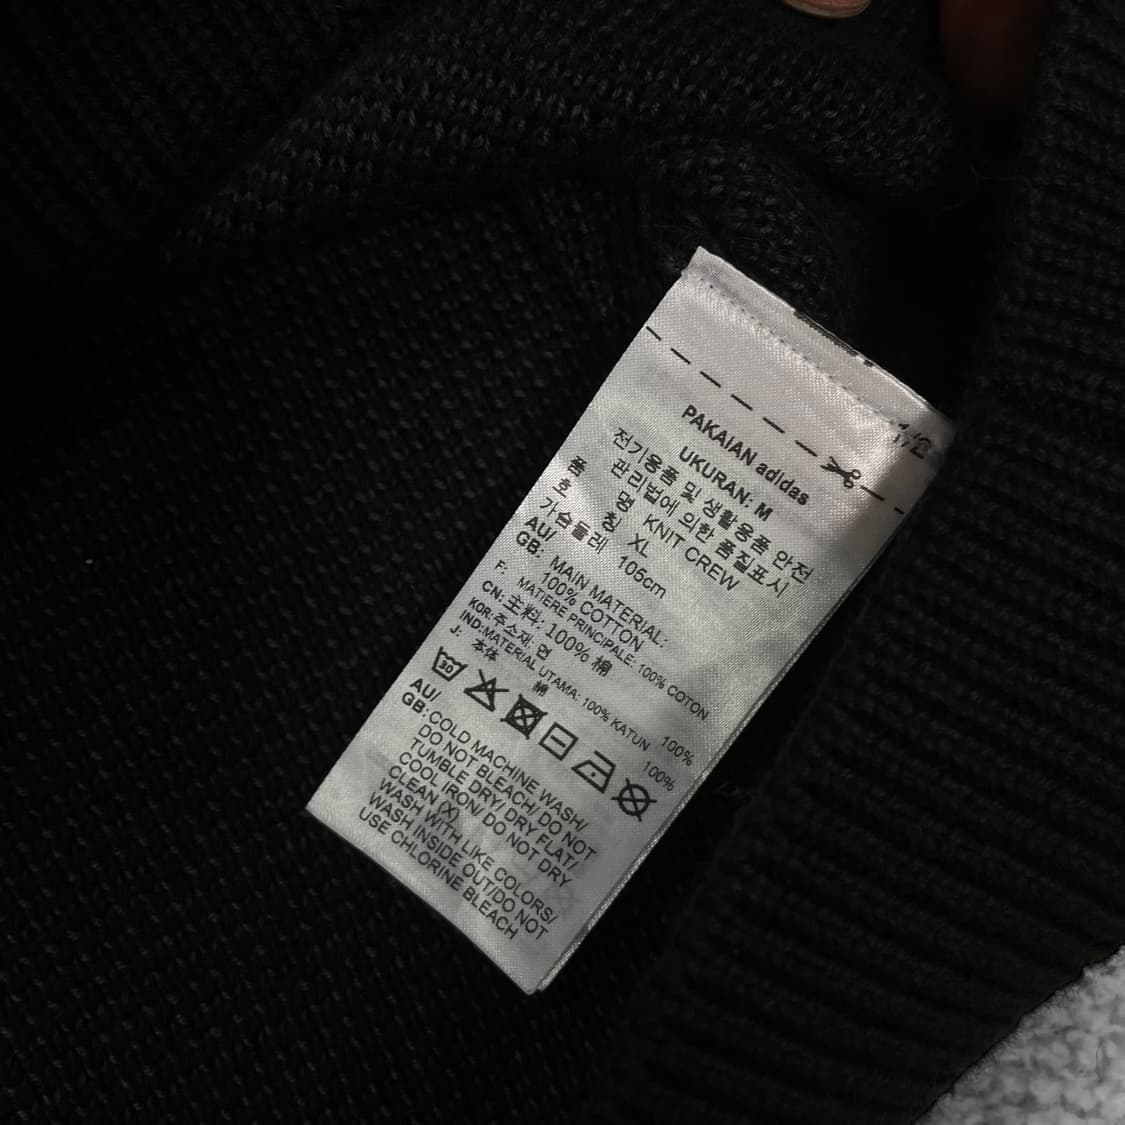 PAKAIAN adidas
UKURAN: M
전기용품 및 생활용품 안전
관리법에 의한 품질표시
품 명 KNIT CREW
호 칭 XL
가슴둘레 105cm
AU/
GB: MAIN MATERIAL:
100% COTTON
F: MATIERE PRINCIPALE: 100% COTON
CN: 主料: 100% 棉
KOR: 주소재: 면 100%
IND: MATERIAL UTAMA: 100% KATUN
J: 本体 綿 100%
30
AU/
GB: COLD MACHINE WASH/
DO NOT BLEACH/ DO NOT
TUMBLE DRY/ DRY FLAT/
COOL IRON/ DO NOT DRY
CLEAN (X)
WASH WITH LIKE COLORS/
WASH INSIDE OUT/DO NOT
USE CHLORINE BLEACH